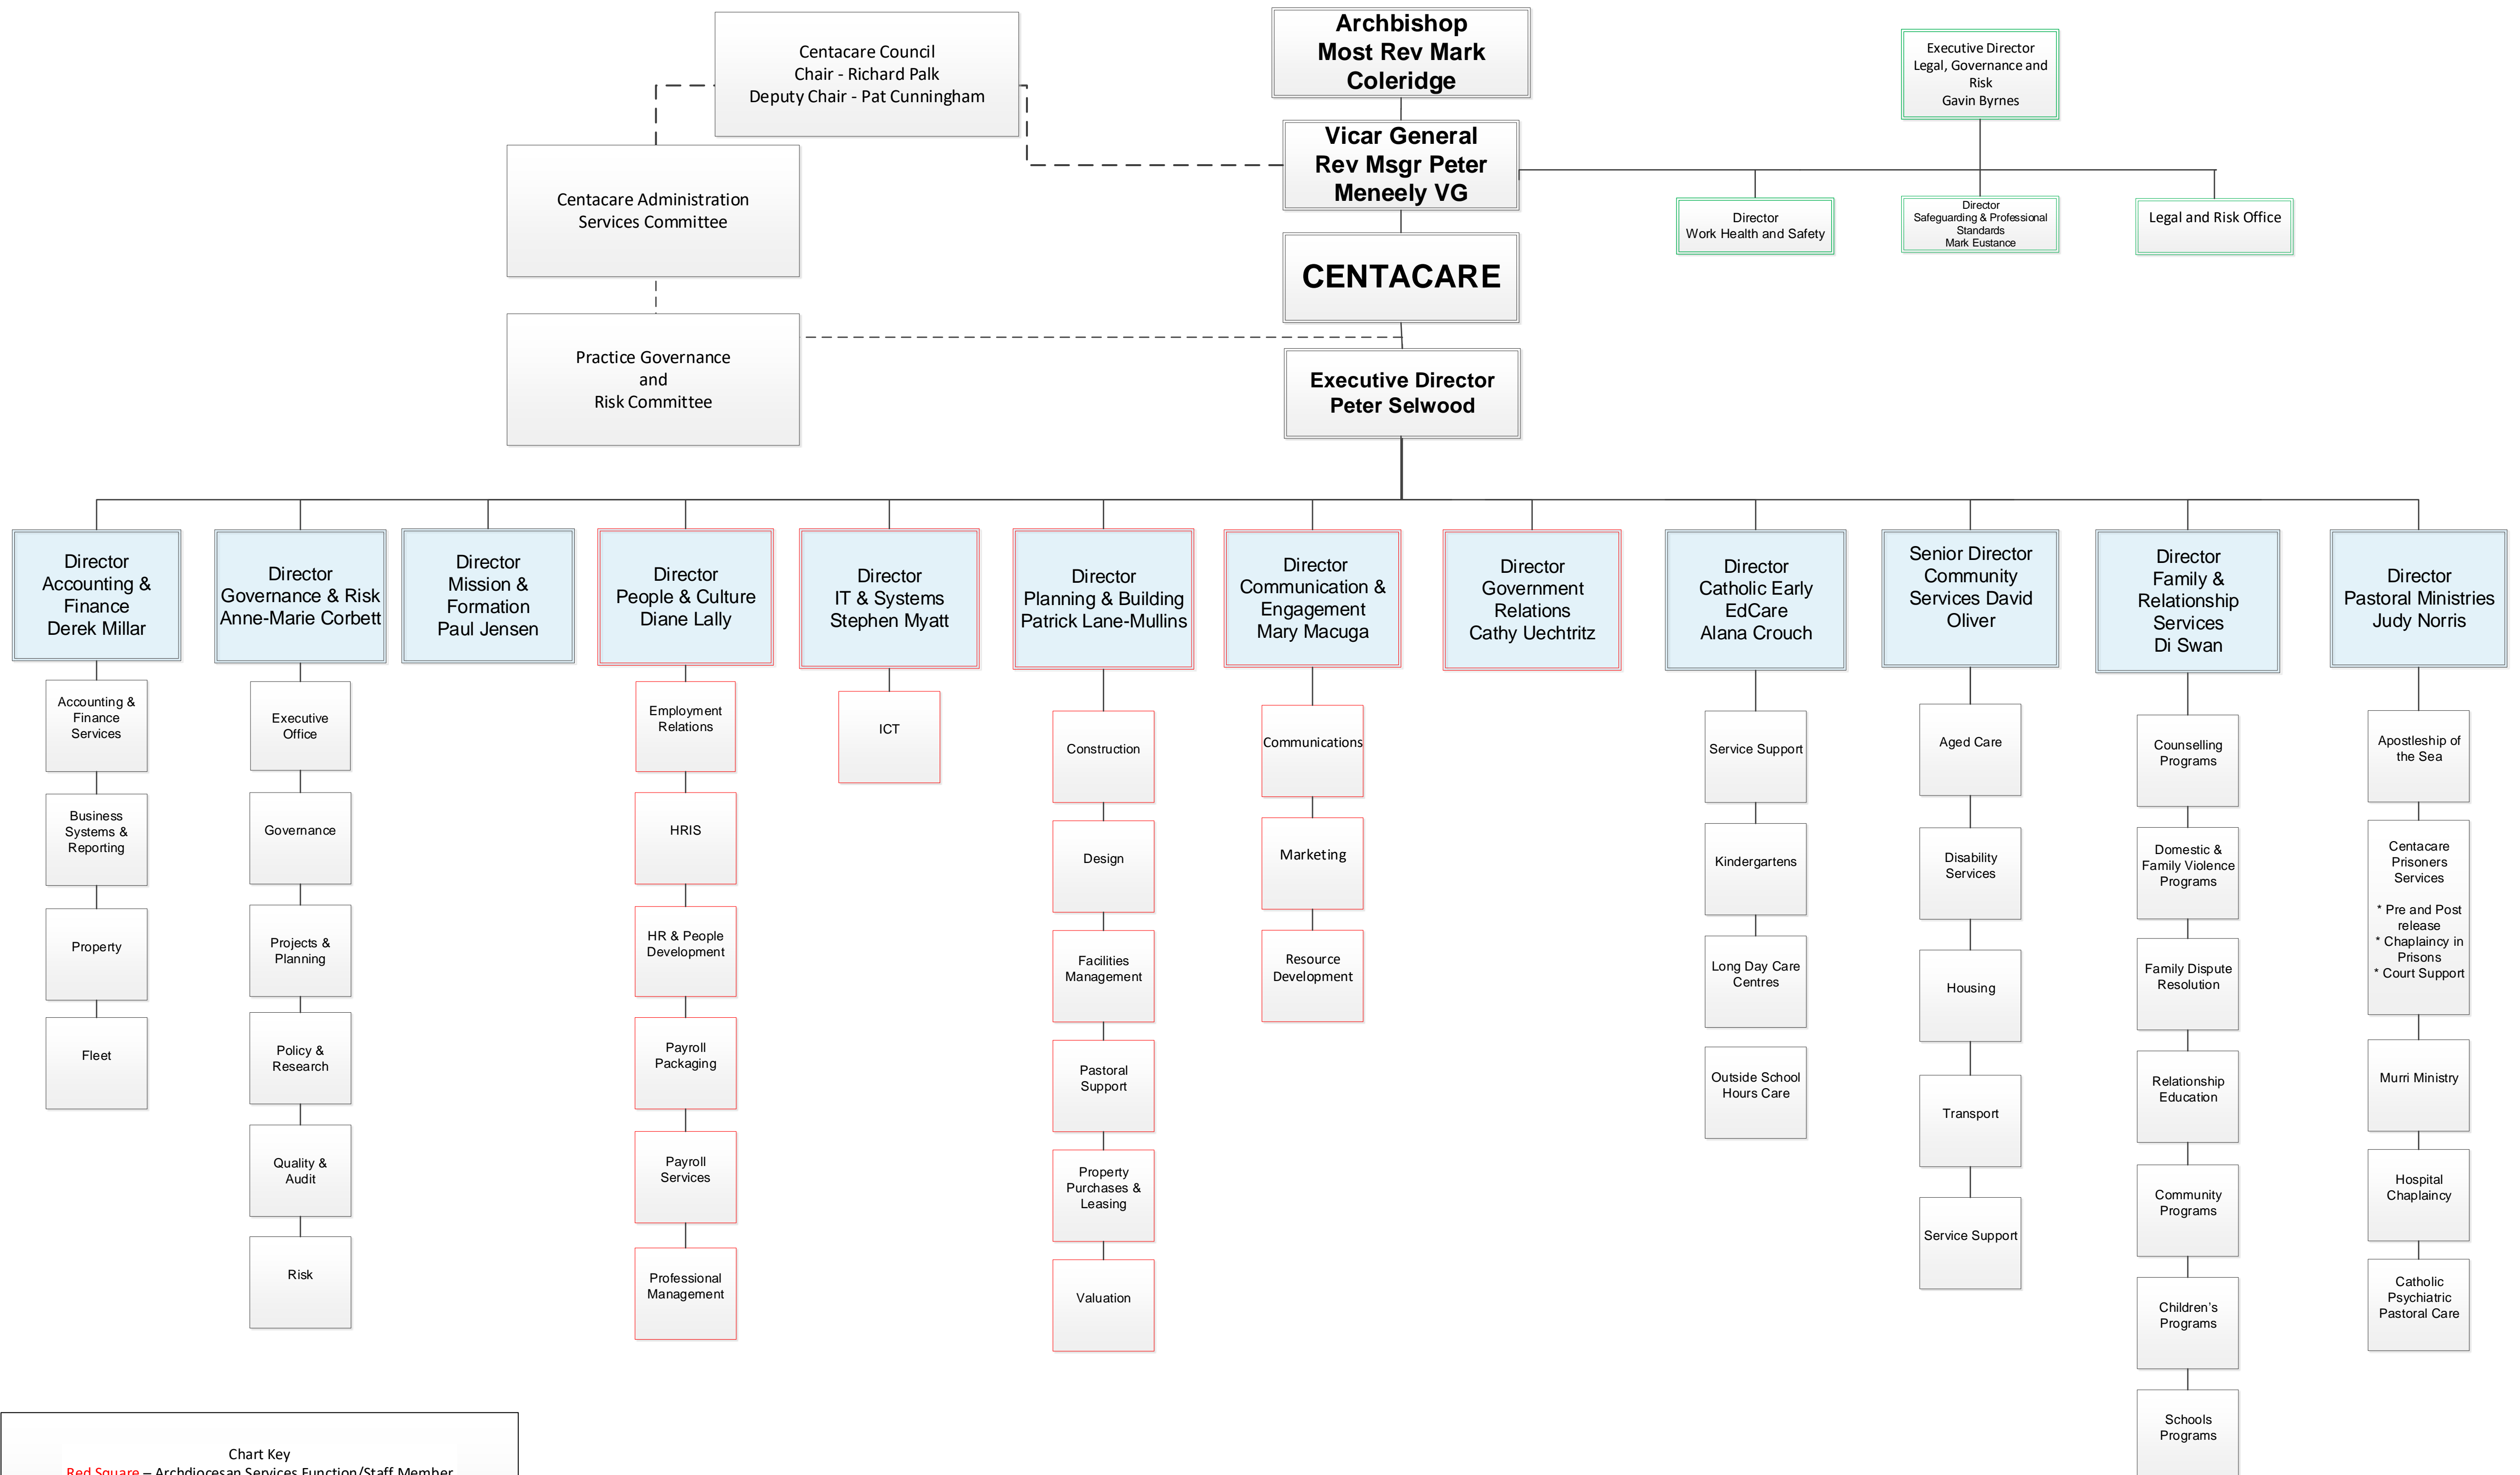 Centacare Council
Chair - Richard Palk
Deputy Chair - Pat Cunningham
Archbishop
Most Rev Mark
Coleridge
Executive Director
Legal, Governance and
Risk
Gavin Byrnes
Vicar General
Rev Msgr Peter
Meneely VG
Centacare Administration
Services Committee
Director
Work Health and Safety
Director
Safeguarding & Professional
Standards
Mark Eustance
Legal and Risk Office
CENTACARE
Practice Governance
and
Risk Committee
Executive Director
Peter Selwood
Director
Accounting &
Finance
Derek Millar
Director
Governance & Risk
Anne-Marie Corbett
Director
Mission &
Formation
Paul Jensen
Director
People & Culture
Diane Lally
Director
IT & Systems
Stephen Myatt
Director
Planning & Building
Patrick Lane-Mullins
Director
Communication &
Engagement
Mary Macuga
Director
Government
Relations
Cathy Uechtritz
Director
Catholic Early
EdCare
Alana Crouch
Senior Director
Community
Services David
Oliver
Director
Family &
Relationship
Services
Di Swan
Director
Pastoral Ministries
Judy Norris
Accounting &
Finance
Services
Business
Systems &
Reporting
Property
Fleet
Executive
Office
Governance
Projects &
Planning
Policy &
Research
Quality &
Audit
Risk
Employment
Relations
HRIS
HR & People
Development
Payroll
Packaging
Payroll
Services
Professional
Management
ICT
Construction
Design
Facilities
Management
Pastoral
Support
Property
Purchases &
Leasing
Valuation
Communications
Marketing
Resource
Development
Service Support
Kindergartens
Long Day Care
Centres
Outside School
Hours Care
Aged Care
Disability
Services
Housing
Transport
Service Support
Counselling
Programs
Domestic &
Family Violence
Programs
Family Dispute
Resolution
Relationship
Education
Community
Programs
Children's
Programs
Schools
Programs
Apostleship of
the Sea
Centacare
Prisoners
Services
* Pre and Post
release
* Chaplaincy in
Prisons
* Court Support
Murri Ministry
Hospital
Chaplaincy
Catholic
Psychiatric
Pastoral Care
Chart Key
Red Square – Archdiocesan Services Function/Staff Member